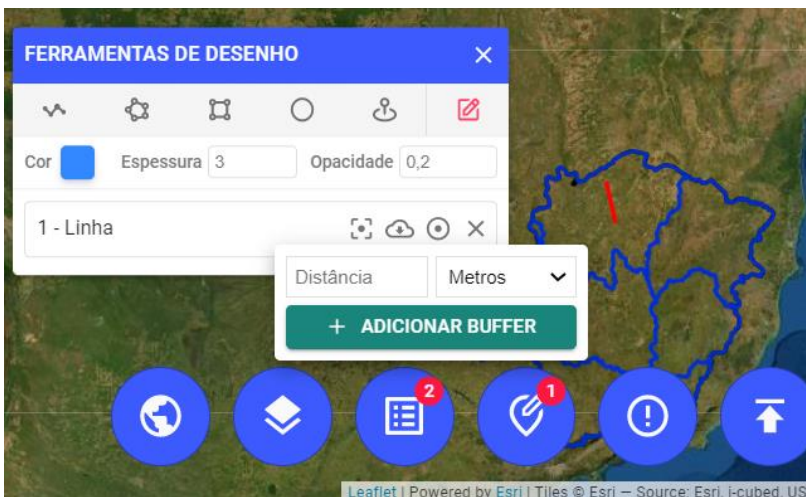 FERRAMENTAS DE DESENHO
Cor Espessura 3 Opacidade 0,2
1 - Linha
Distância Metros
+ ADICIONAR BUFFER
2
1
Leaflet | Powered by Esri | Tiles © Esri — Source: Esri, i-cubed, US